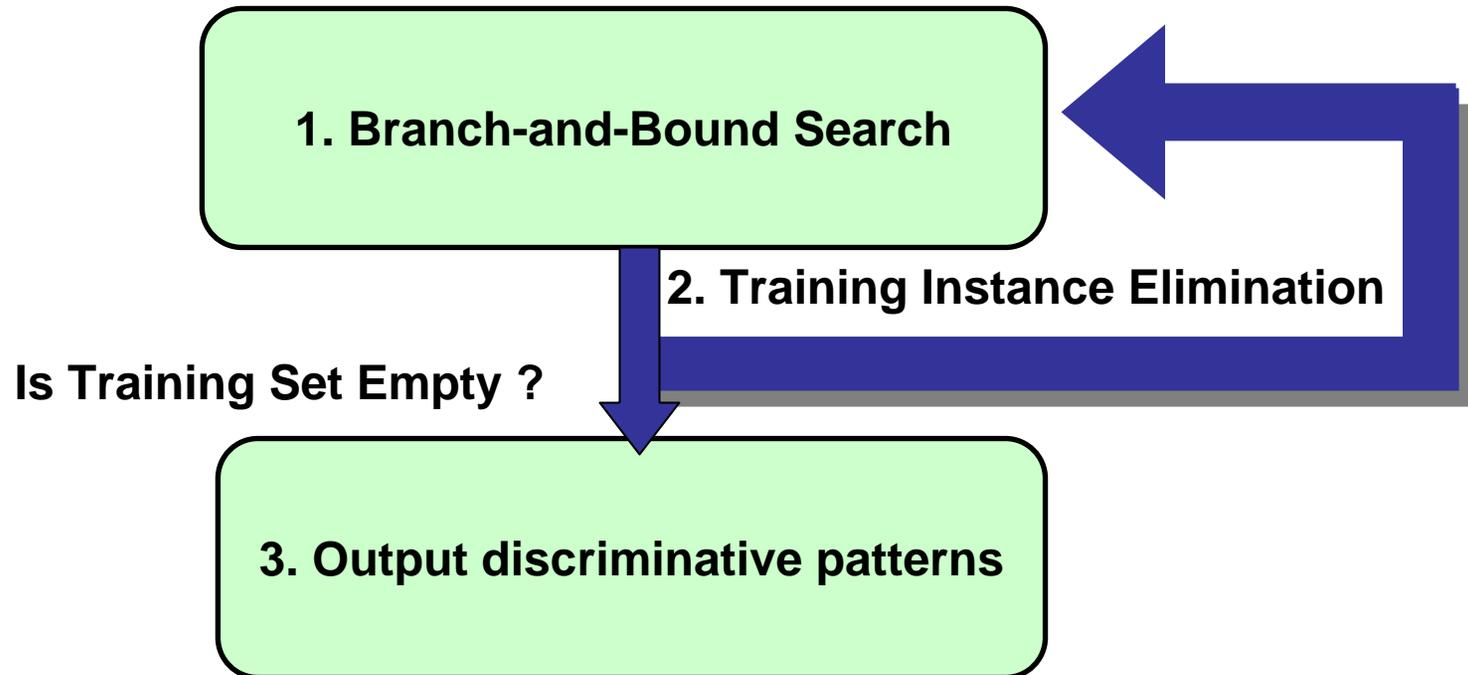 1. Branch-and-Bound Search
2. Training Instance Elimination
Is Training Set Empty ?
3. Output discriminative patterns